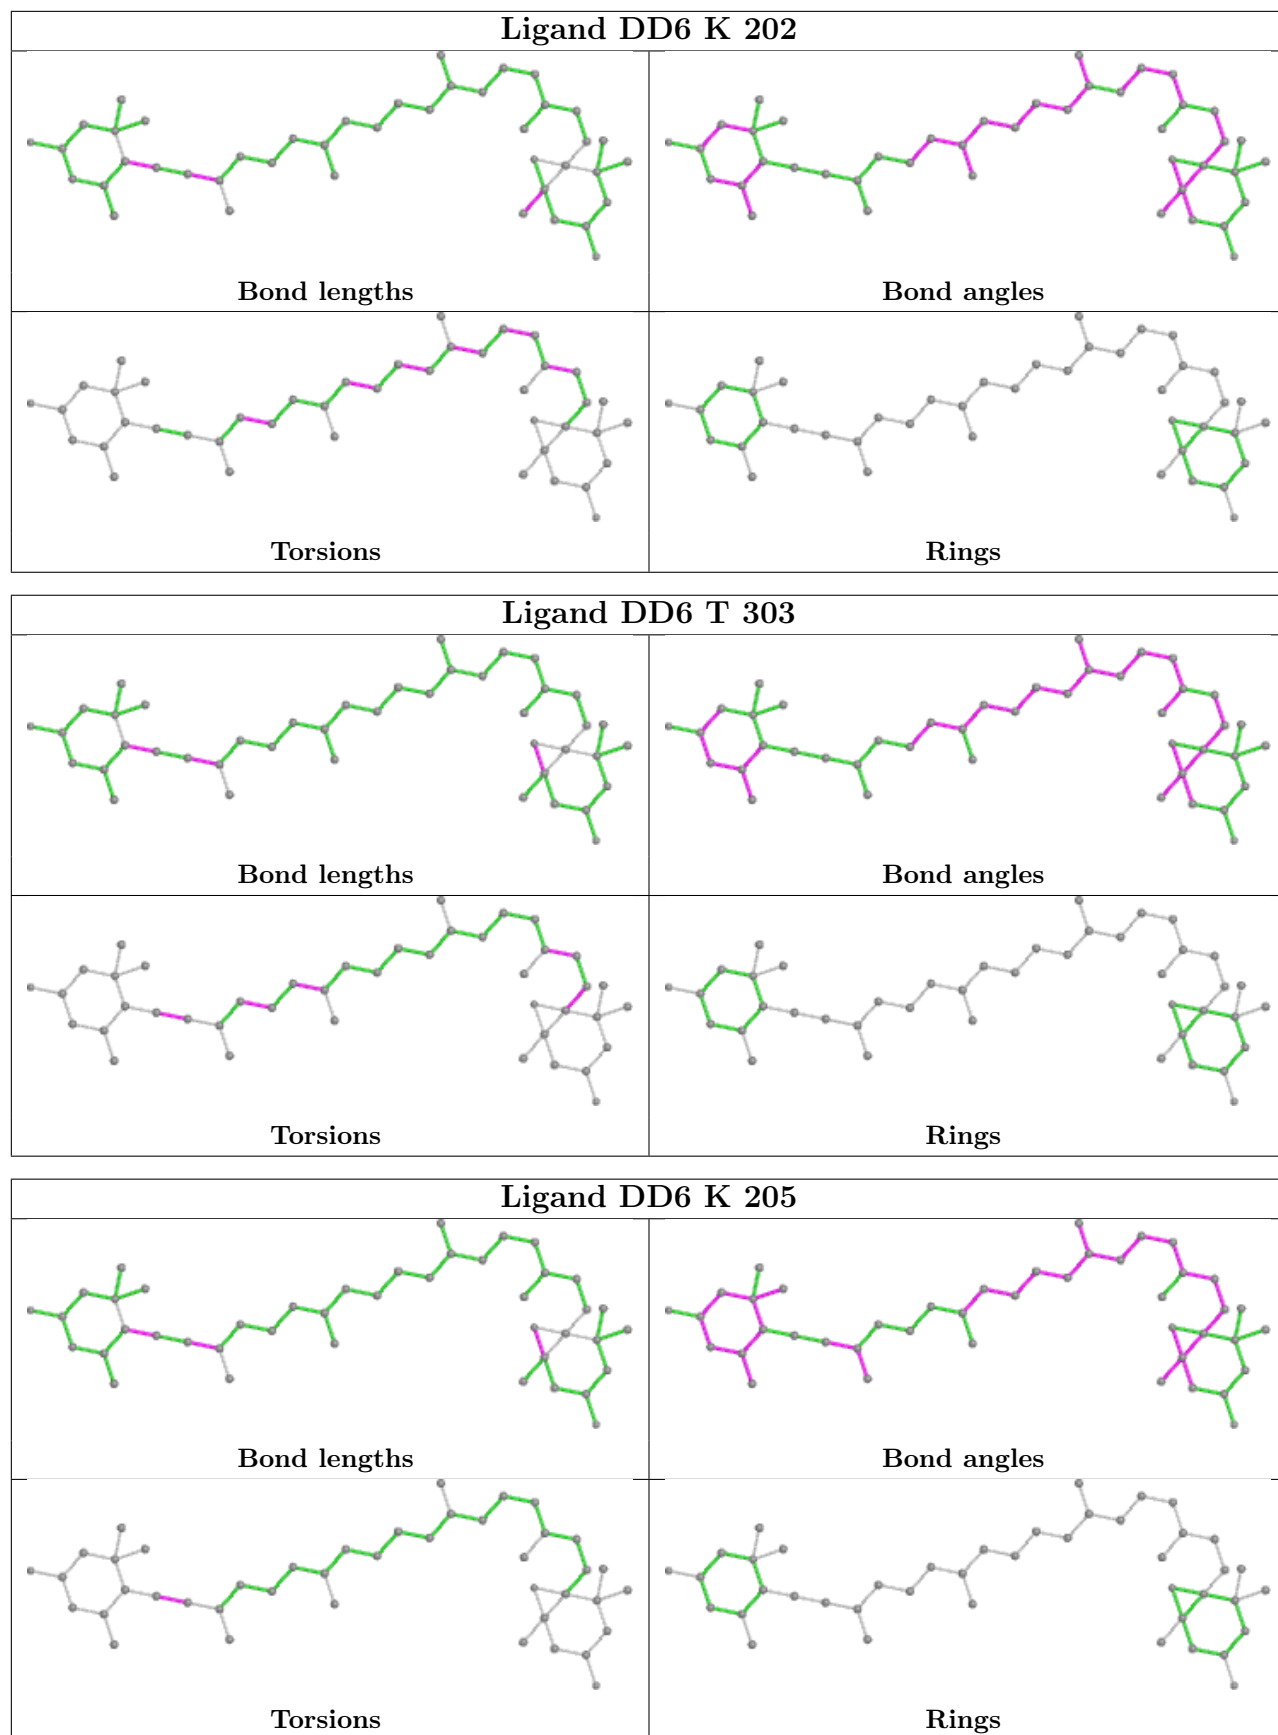 Ligand DD6 K 202
Bond lengths
Bond angles
Torsions
Rings
Ligand DD6 T 303
Bond lengths
Bond angles
Torsions
Rings
Ligand DD6 K 205
Bond lengths
Bond angles
Torsions
Rings